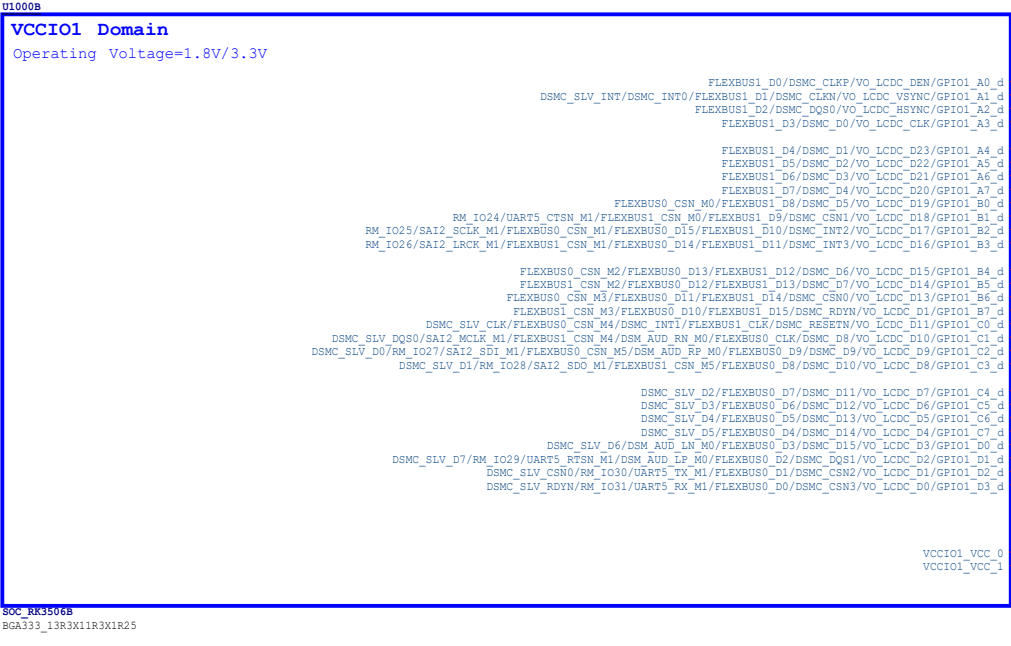 U1000B
VCCIO1 Domain
Operating Voltage=1.8V/3.3V
FLEXBUS1_D0/DSMC_CLKP/VO_LCDC_DEN/GPIO1_A0_d
DSMC_SLV_INT/DSMC_INT0/FLEXBUS1_D1/DSMC_CLKN/VO_LCDC_VSYNC/GPIO1_A1_d
FLEXBUS1_D2/DSMC_DQS0/VO_LCDC_HSYNC/GPIO1_A2_d
FLEXBUS1_D3/DSMC_D0/VO_LCDC_CLK/GPIO1_A3_d
FLEXBUS1_D4/DSMC_D1/VO_LCDC_D23/GPIO1_A4_d
FLEXBUS1_D5/DSMC_D2/VO_LCDC_D22/GPIO1_A5_d
FLEXBUS1_D6/DSMC_D3/VO_LCDC_D21/GPIO1_A6_d
FLEXBUS1_D7/DSMC_D4/VO_LCDC_D20/GPIO1_A7_d
FLEXBUS0_CSN_M0/FLEXBUS1_D8/DSMC_D5/VO_LCDC_D19/GPIO1_B0_d
RM_IO24/UART5_CTSN_M1/FLEXBUS1_CSN_M0/FLEXBUS1_D9/DSMC_CSN1/VO_LCDC_D18/GPIO1_B1_d
RM_IO25/SAI2_SCLK_M1/FLEXBUS0_CSN_M1/FLEXBUS0_D15/FLEXBUS1_D10/DSMC_INT2/VO_LCDC_D17/GPIO1_B2_d
RM_IO26/SAI2_LRCK_M1/FLEXBUS1_CSN_M1/FLEXBUS0_D14/FLEXBUS1_D11/DSMC_INT3/VO_LCDC_D16/GPIO1_B3_d
FLEXBUS0_CSN_M2/FLEXBUS0_D13/FLEXBUS1_D12/DSMC_D6/VO_LCDC_D15/GPIO1_B4_d
FLEXBUS1_CSN_M2/FLEXBUS0_D12/FLEXBUS1_D13/DSMC_D7/VO_LCDC_D14/GPIO1_B5_d
FLEXBUS0_CSN_M3/FLEXBUS0_D11/FLEXBUS1_D14/DSMC_CSN0/VO_LCDC_D13/GPIO1_B6_d
FLEXBUS1_CSN_M3/FLEXBUS0_D10/FLEXBUS1_D15/DSMC_RDYN/VO_LCDC_D1/GPIO1_B7_d
DSMC_SLV_CLK/FLEXBUS0_CSN_M4/DSMC_INT1/FLEXBUS1_CLK/DSMC_RESETN/VO_LCDC_D11/GPIO1_C0_d
DSMC_SLV_DQS0/SAI2_MCLK_M1/FLEXBUS1_CSN_M4/DSM_AUD_RN_M0/FLEXBUS0_CLK/DSMC_D8/VO_LCDC_D10/GPIO1_C1_d
DSMC_SLV_D0/RM_IO27/SAI2_SDI_M1/FLEXBUS0_CSN_M5/DSM_AUD_RP_M0/FLEXBUS0_D9/DSMC_D9/VO_LCDC_D9/GPIO1_C2_d
DSMC_SLV_D1/RM_IO28/SAI2_SDO_M1/FLEXBUS1_CSN_M5/FLEXBUS0_D8/DSMC_D10/VO_LCDC_D8/GPIO1_C3_d
DSMC_SLV_D2/FLEXBUS0_D7/DSMC_D11/VO_LCDC_D7/GPIO1_C4_d
DSMC_SLV_D3/FLEXBUS0_D6/DSMC_D12/VO_LCDC_D6/GPIO1_C5_d
DSMC_SLV_D4/FLEXBUS0_D5/DSMC_D13/VO_LCDC_D5/GPIO1_C6_d
DSMC_SLV_D5/FLEXBUS0_D4/DSMC_D14/VO_LCDC_D4/GPIO1_C7_d
DSMC_SLV_D6/DSM_AUD_LN_M0/FLEXBUS0_D3/DSMC_D15/VO_LCDC_D3/GPIO1_D0_d
DSMC_SLV_D7/RM_IO29/UART5_RTSN_M1/DSM_AUD_LP_M0/FLEXBUS0_D2/DSMC_DQS1/VO_LCDC_D2/GPIO1_D1_d
DSMC_SLV_CSN0/RM_IO30/UART5_TX_M1/FLEXBUS0_D1/DSMC_CSN2/VO_LCDC_D1/GPIO1_D2_d
DSMC_SLV_RDYN/RM_IO31/UART5_RX_M1/FLEXBUS0_D0/DSMC_CSN3/VO_LCDC_D0/GPIO1_D3_d
VCCIO1_VCC_0
VCCIO1_VCC_1
SOC_RK3506B
BGA333_13R3X11R3X1R25